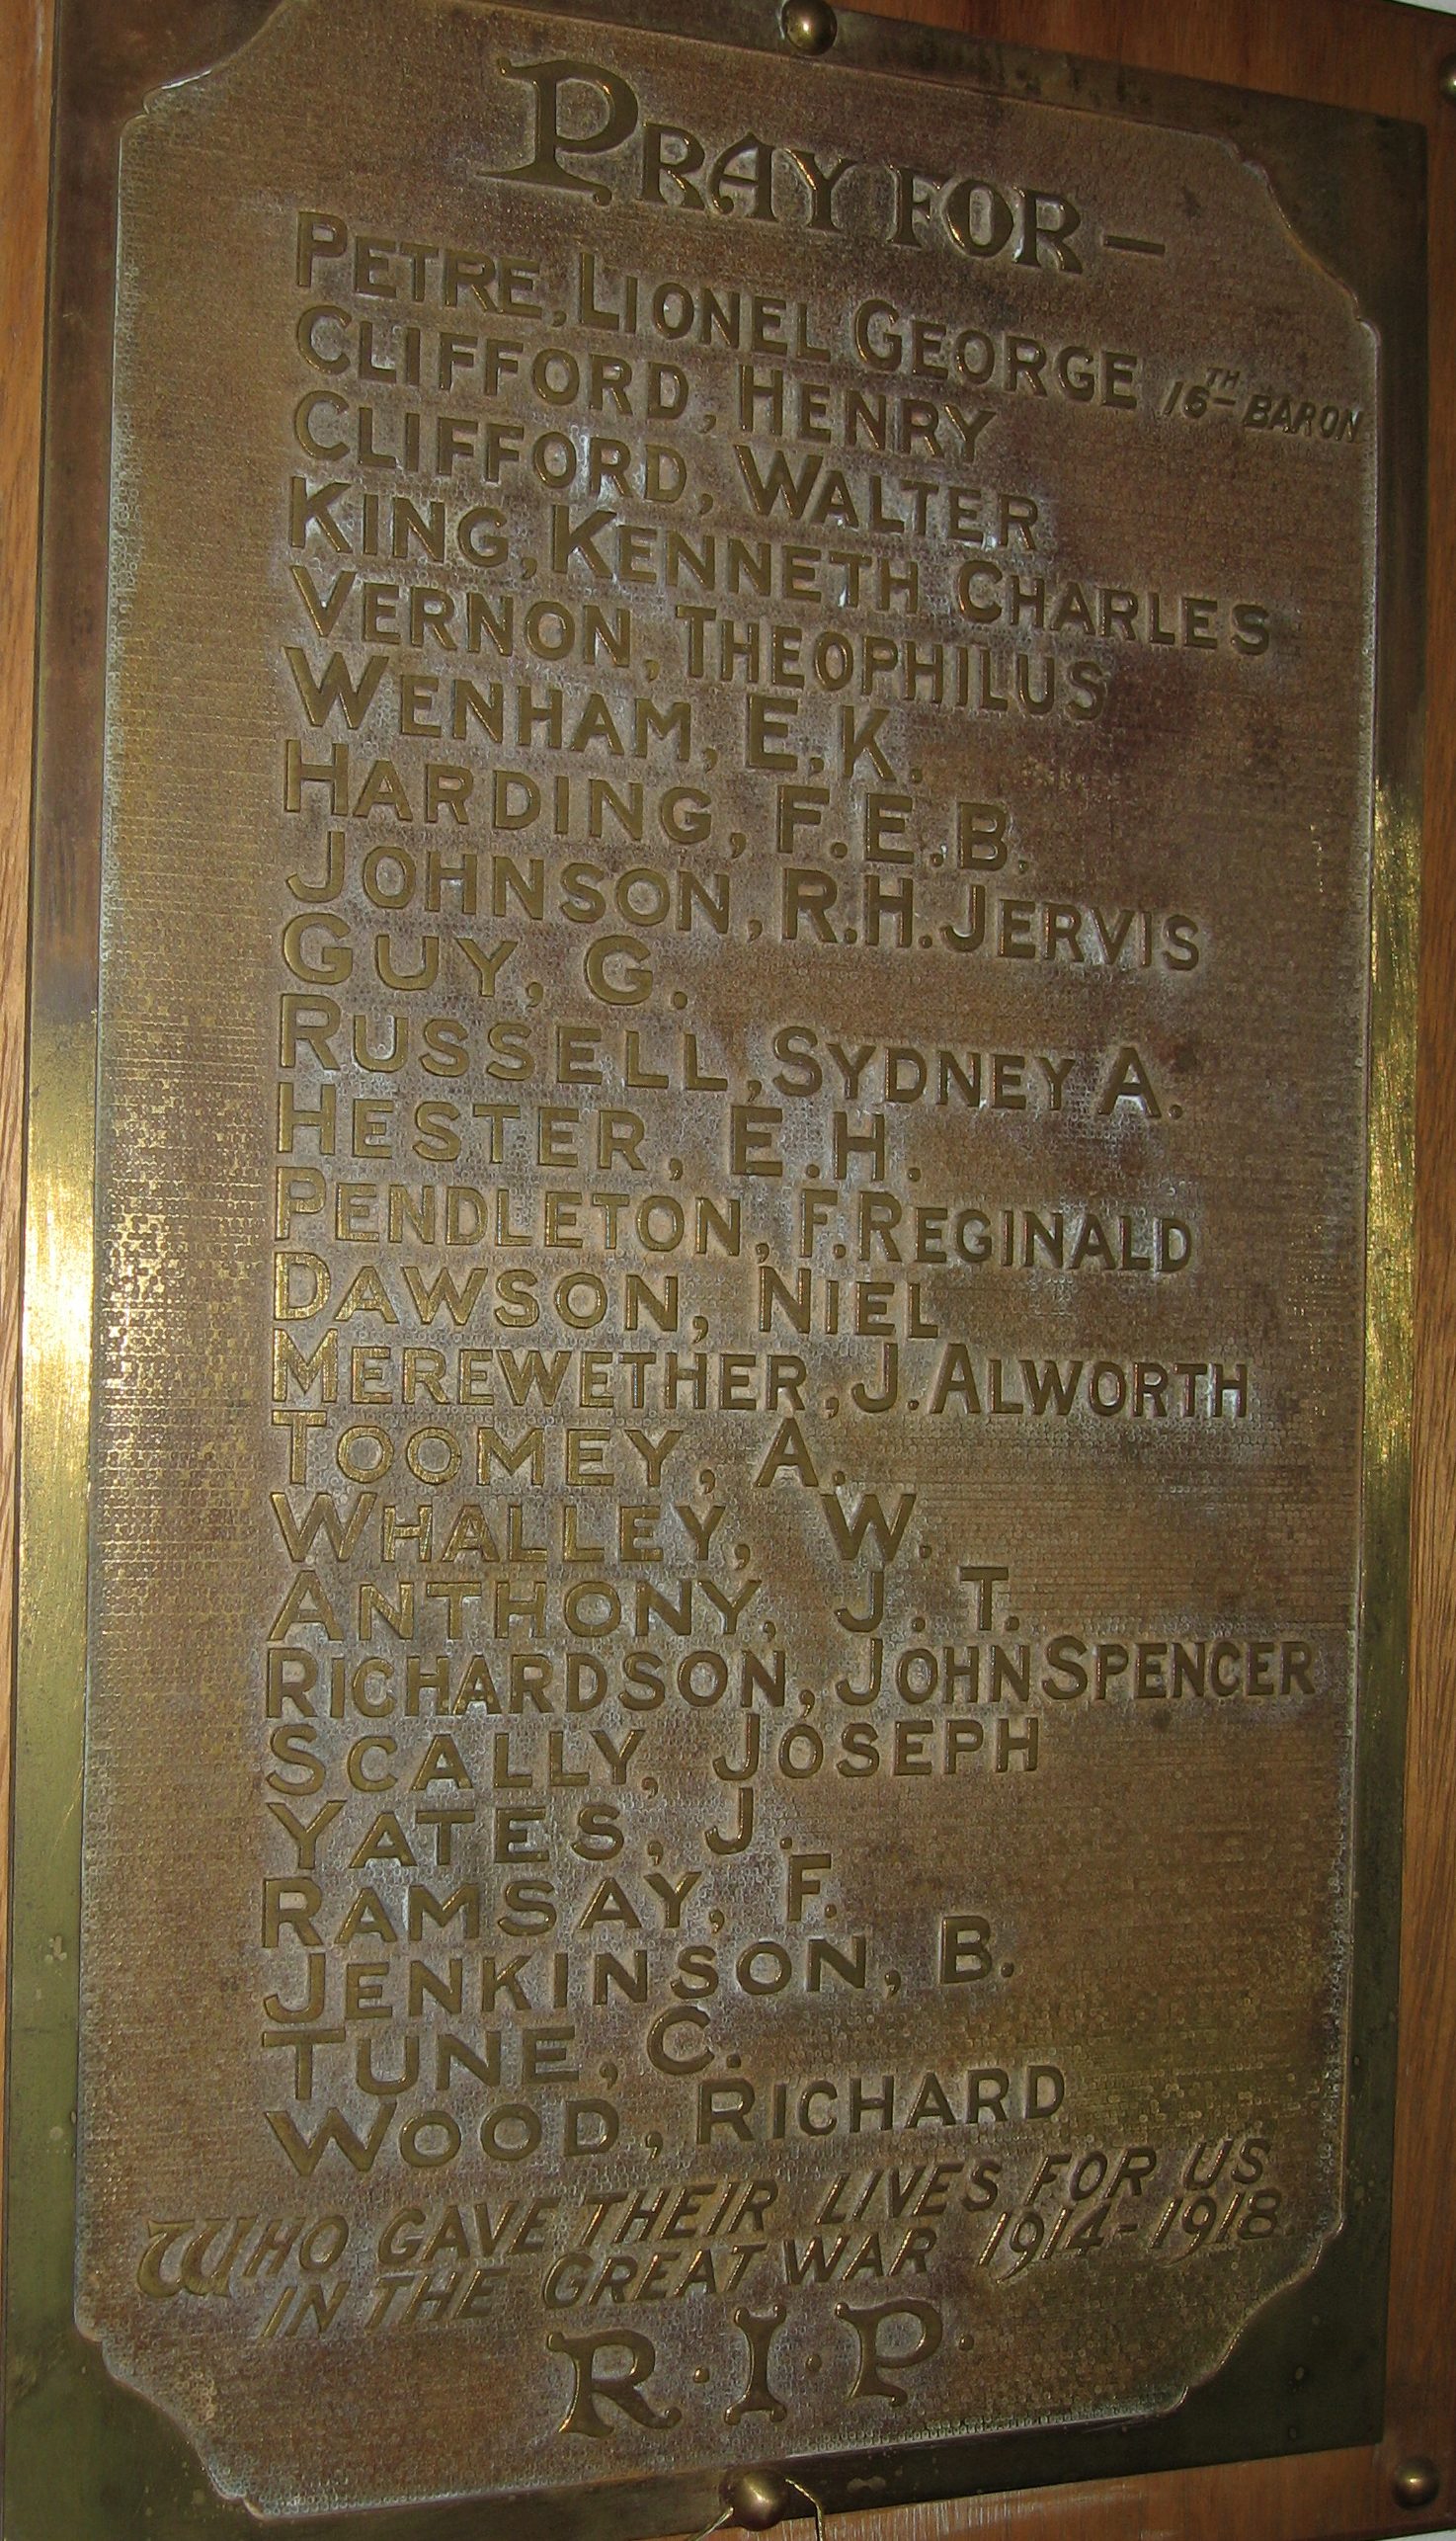 PRAY FOR —
PETRE, LIONEL GEORGE 16TH BARON
CLIFFORD, HENRY
CLIFFORD, WALTER
KING, KENNETH CHARLES
VERNON, THEOPHILUS
WENHAM, E.K.
HARDING, F.E.B.
JOHNSON, R.H. JERVIS
GUY, G.
RUSSELL, SYDNEY A.
HESTER, E.H.
PENDLETON, F. REGINALD
DAWSON, NIEL
MEREWETHER, J. ALWORTH
TOOMEY, A.
WHALLEY, W.
ANTHONY, J. T.
RICHARDSON, JOHN SPENCER
SCALLY, JOSEPH
YATES, J.
RAMSAY, F.
JENKINSON, B.
TUNE, C.
WOOD, RICHARD
WHO GAVE THEIR LIVES FOR US
IN THE GREAT WAR 1914-1918
R·I·P·